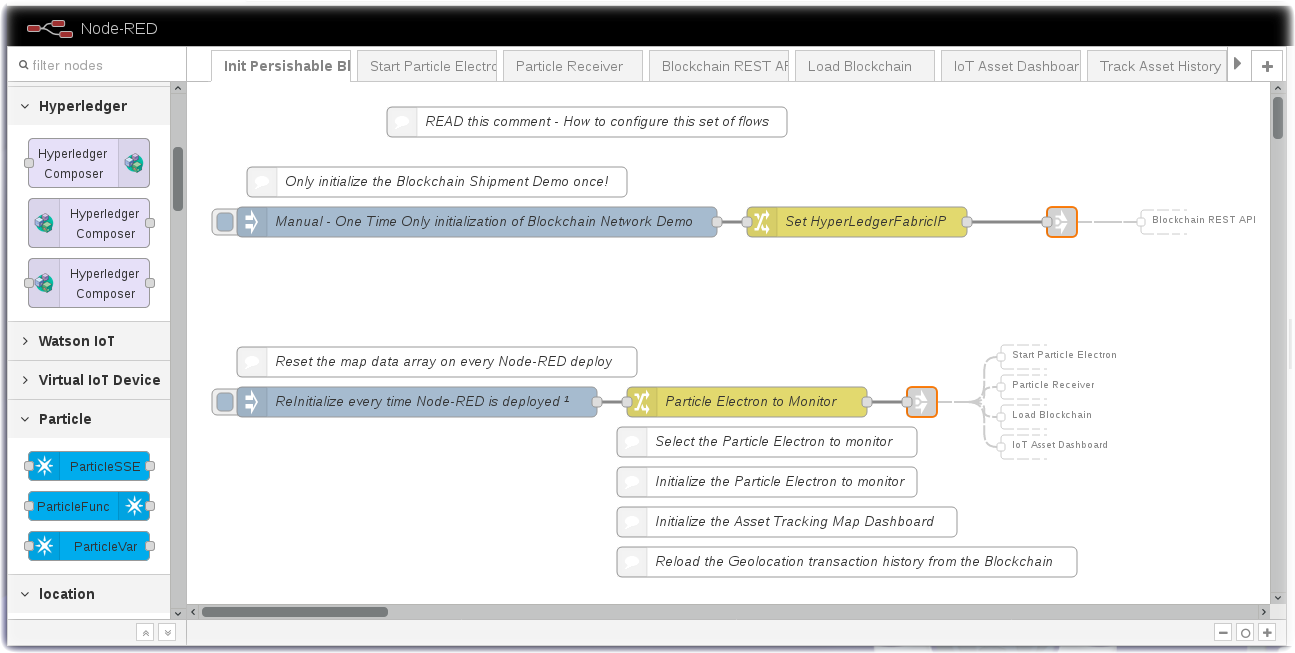 Node-RED
filter nodes
Init Persishable Bl
Start Particle Electro
Particle Receiver
Blockchain REST AP
Load Blockchain
IoT Asset Dashboar
Track Asset History
Hyperledger
Hyperledger
Composer
Hyperledger
Composer
Hyperledger
Composer
Watson IoT
Virtual IoT Device
Particle
ParticleSSE
ParticleFunc
ParticleVar
location
READ this comment - How to configure this set of flows
Only initialize the Blockchain Shipment Demo once!
Manual - One Time Only initialization of Blockchain Network Demo
Set HyperLedgerFabricIP
Blockchain REST API
Reset the map data array on every Node-RED deploy
ReInitialize every time Node-RED is deployed ¹
Particle Electron to Monitor
Start Particle Electron
Particle Receiver
Load Blockchain
IoT Asset Dashboard
Select the Particle Electron to monitor
Initialize the Particle Electron to monitor
Initialize the Asset Tracking Map Dashboard
Reload the Geolocation transaction history from the Blockchain